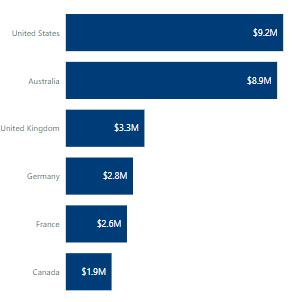 United States $9.2M
Australia $8.9M
United Kingdom $3.3M
Germany $2.8M
France $2.6M
Canada $1.9M